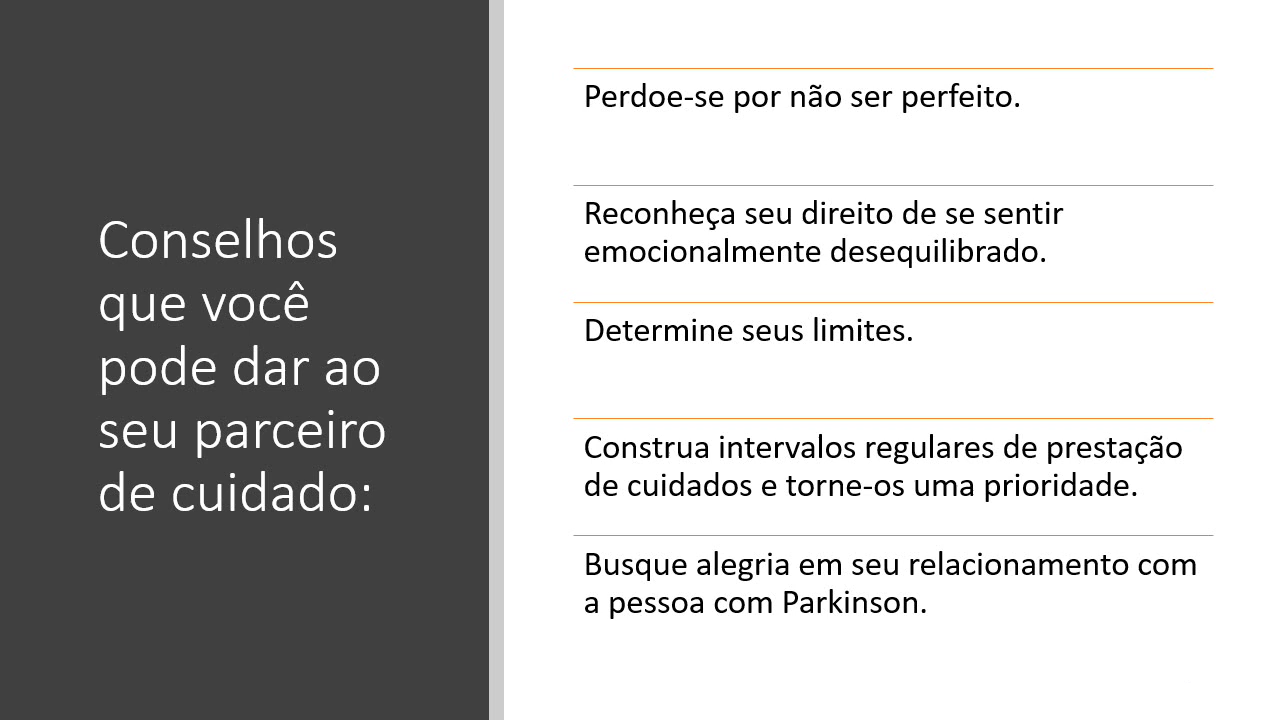 Conselhos
que você
pode dar ao
seu parceiro
de cuidado:
Perdoe-se por não ser perfeito.
Reconheça seu direito de se sentir
emocionalmente desequilibrado.
Determine seus limites.
Construa intervalos regulares de prestação
de cuidados e torne-os uma prioridade.
Busque alegria em seu relacionamento com
a pessoa com Parkinson.